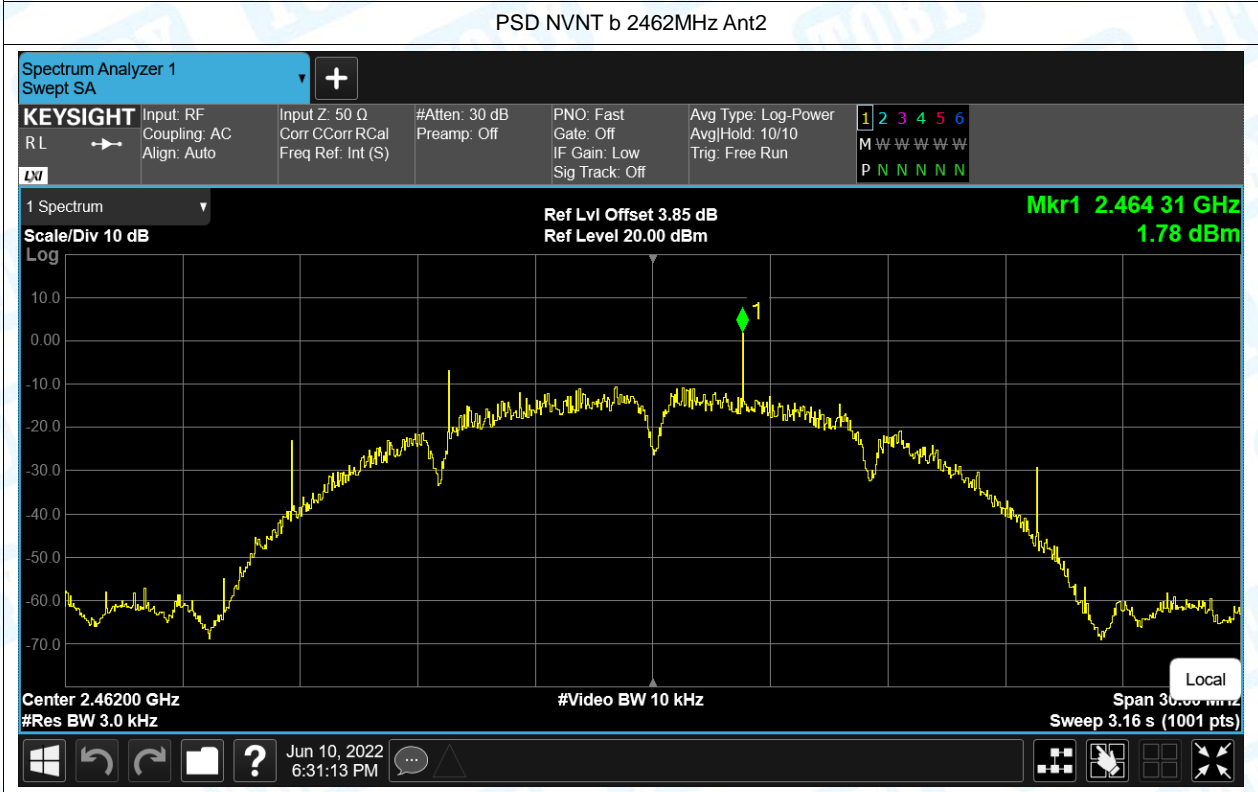 PSD NVNT b 2462MHz Ant2
Spectrum Analyzer 1
Swept SA
KEYSIGHT
R L
LXI
Input: RF
Coupling: AC
Align: Auto
Input Z: 50 Ω
Corr CCorr RCal
Freq Ref: Int (S)
#Atten: 30 dB
Preamp: Off
PNO: Fast
Gate: Off
IF Gain: Low
Sig Track: Off
Avg Type: Log-Power
Avg|Hold: 10/10
Trig: Free Run
1 2 3 4 5 6
M W W W W W
P N N N N N
1 Spectrum
Scale/Div 10 dB
Log
Ref Lvl Offset 3.85 dB
Ref Level 20.00 dBm
Mkr1 2.464 31 GHz
1.78 dBm
1
10.0
0.00
-10.0
-20.0
-30.0
-40.0
-50.0
-60.0
-70.0
Local
Center 2.46200 GHz
#Video BW 10 kHz
Span 30.00 MHz
#Res BW 3.0 kHz
Sweep 3.16 s (1001 pts)
Jun 10, 2022
6:31:13 PM